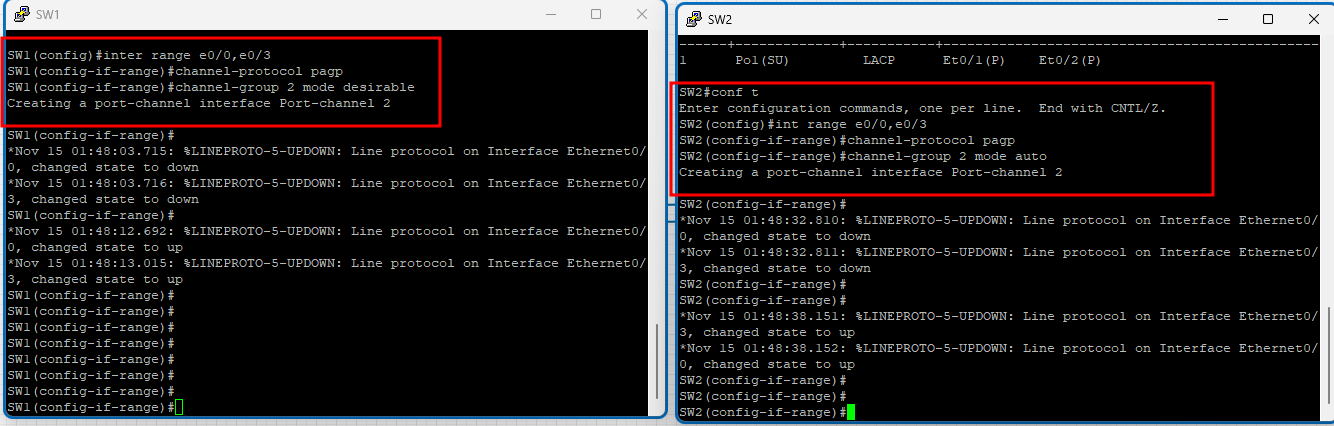 SW1
SW1(config)#inter range e0/0,e0/3
SW1(config-if-range)#channel-protocol pagp
SW1(config-if-range)#channel-group 2 mode desirable
Creating a port-channel interface Port-channel 2
SW1(config-if-range)#
*Nov 15 01:48:03.715: %LINEPROTO-5-UPDOWN: Line protocol on Interface Ethernet0/
0, changed state to down
*Nov 15 01:48:03.716: %LINEPROTO-5-UPDOWN: Line protocol on Interface Ethernet0/
3, changed state to down
SW1(config-if-range)#
*Nov 15 01:48:12.692: %LINEPROTO-5-UPDOWN: Line protocol on Interface Ethernet0/
0, changed state to up
*Nov 15 01:48:13.015: %LINEPROTO-5-UPDOWN: Line protocol on Interface Ethernet0/
3, changed state to up
SW1(config-if-range)#
SW1(config-if-range)#
SW1(config-if-range)#
SW1(config-if-range)#
SW1(config-if-range)#
SW1(config-if-range)#
SW1(config-if-range)#
SW1(config-if-range)#
SW2
------+-------------+-----------+-----------------------------------------------
1      Po1(SU)         LACP      Et0/1(P)    Et0/2(P)
SW2#conf t
Enter configuration commands, one per line.  End with CNTL/Z.
SW2(config)#int range e0/0,e0/3
SW2(config-if-range)#channel-protocol pagp
SW2(config-if-range)#channel-group 2 mode auto
Creating a port-channel interface Port-channel 2
SW2(config-if-range)#
*Nov 15 01:48:32.810: %LINEPROTO-5-UPDOWN: Line protocol on Interface Ethernet0/
0, changed state to down
*Nov 15 01:48:32.811: %LINEPROTO-5-UPDOWN: Line protocol on Interface Ethernet0/
3, changed state to down
SW2(config-if-range)#
SW2(config-if-range)#
*Nov 15 01:48:38.151: %LINEPROTO-5-UPDOWN: Line protocol on Interface Ethernet0/
3, changed state to up
*Nov 15 01:48:38.152: %LINEPROTO-5-UPDOWN: Line protocol on Interface Ethernet0/
0, changed state to up
SW2(config-if-range)#
SW2(config-if-range)#
SW2(config-if-range)#